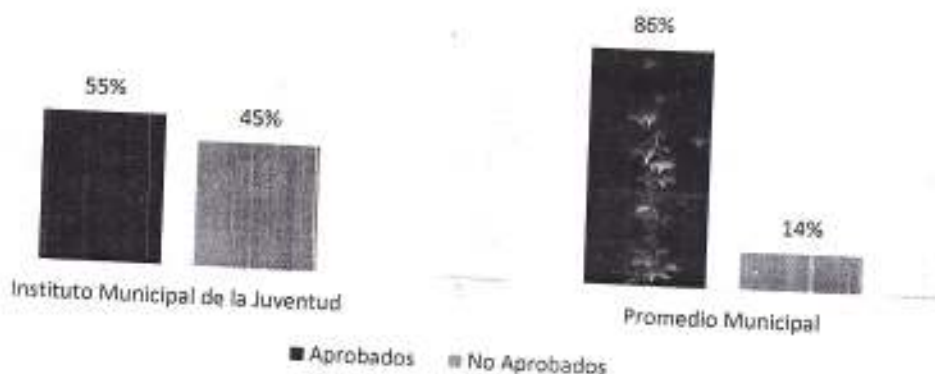 86%
55%
45%
14%
Instituto Municipal de la Juventud
Promedio Municipal
Aprobados
No Aprobados